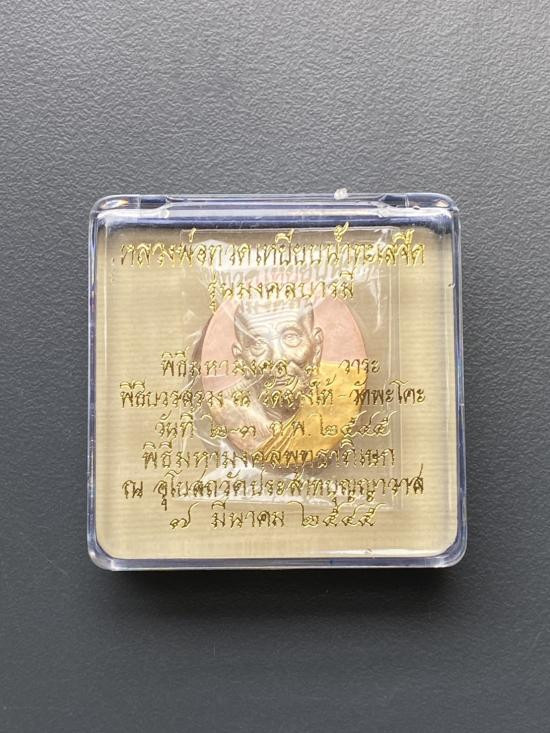 หลวงพ่อทวดเหยียบน้ำทะเลจืด
รุ่นมงคลบารมี
พิธีมหามงคล ๓ วาระ
พิธีบวงสรวง ณ วัดช้างให้ - วัดพะโคะ
วันที่ ๒-๓ ก.พ. ๒๕๔๕
พิธีมหามงคลพุทธาภิเษก
ณ อุโบสถวัดประสาทบุญญาวาส
๗ มีนาคม ๒๕๔๕